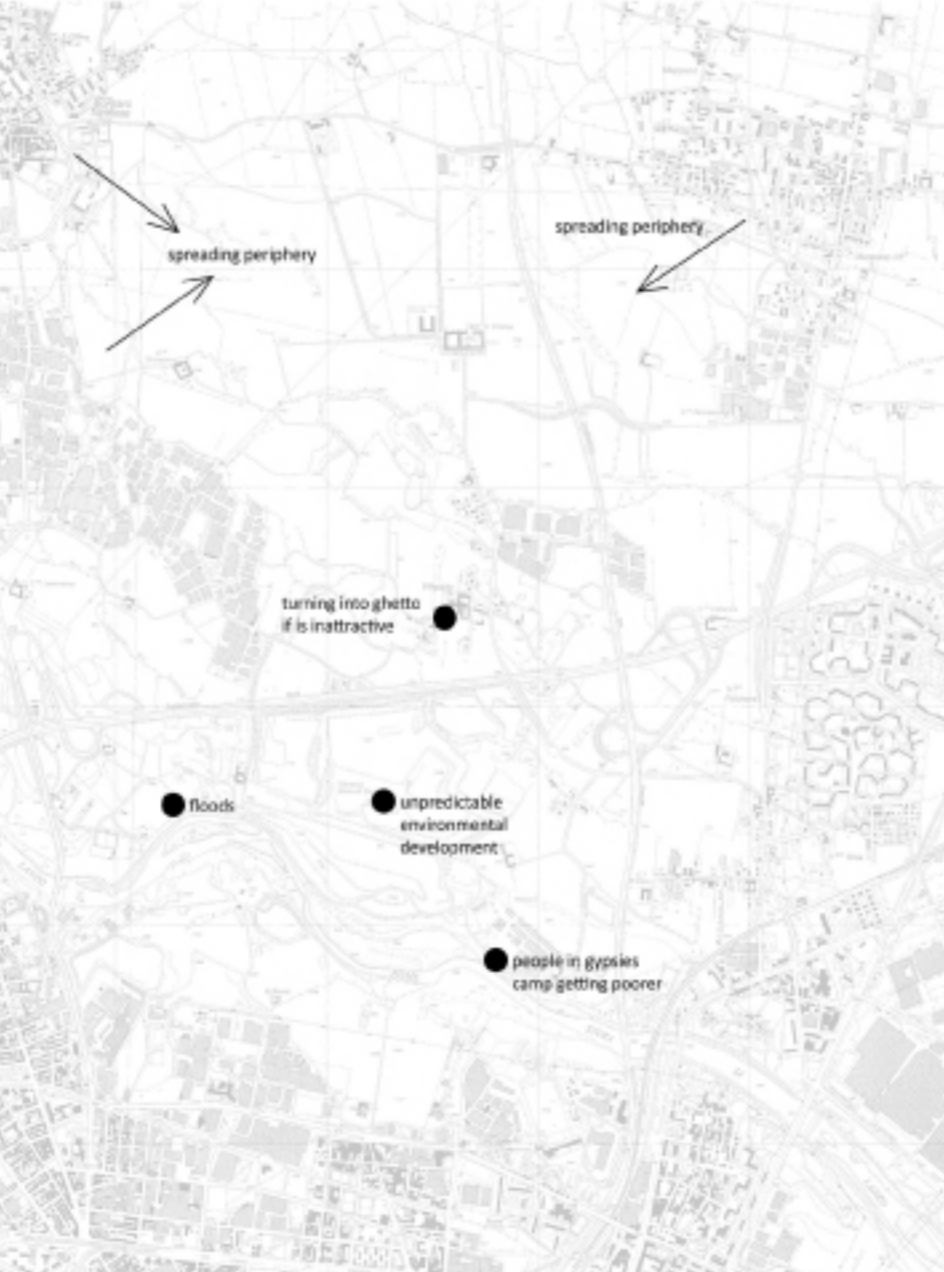 spreading periphery
spreading periphery
turning into ghetto
if is inattractive
floods
unpredictable
environmental
development
people in gypsies
camp getting poorer